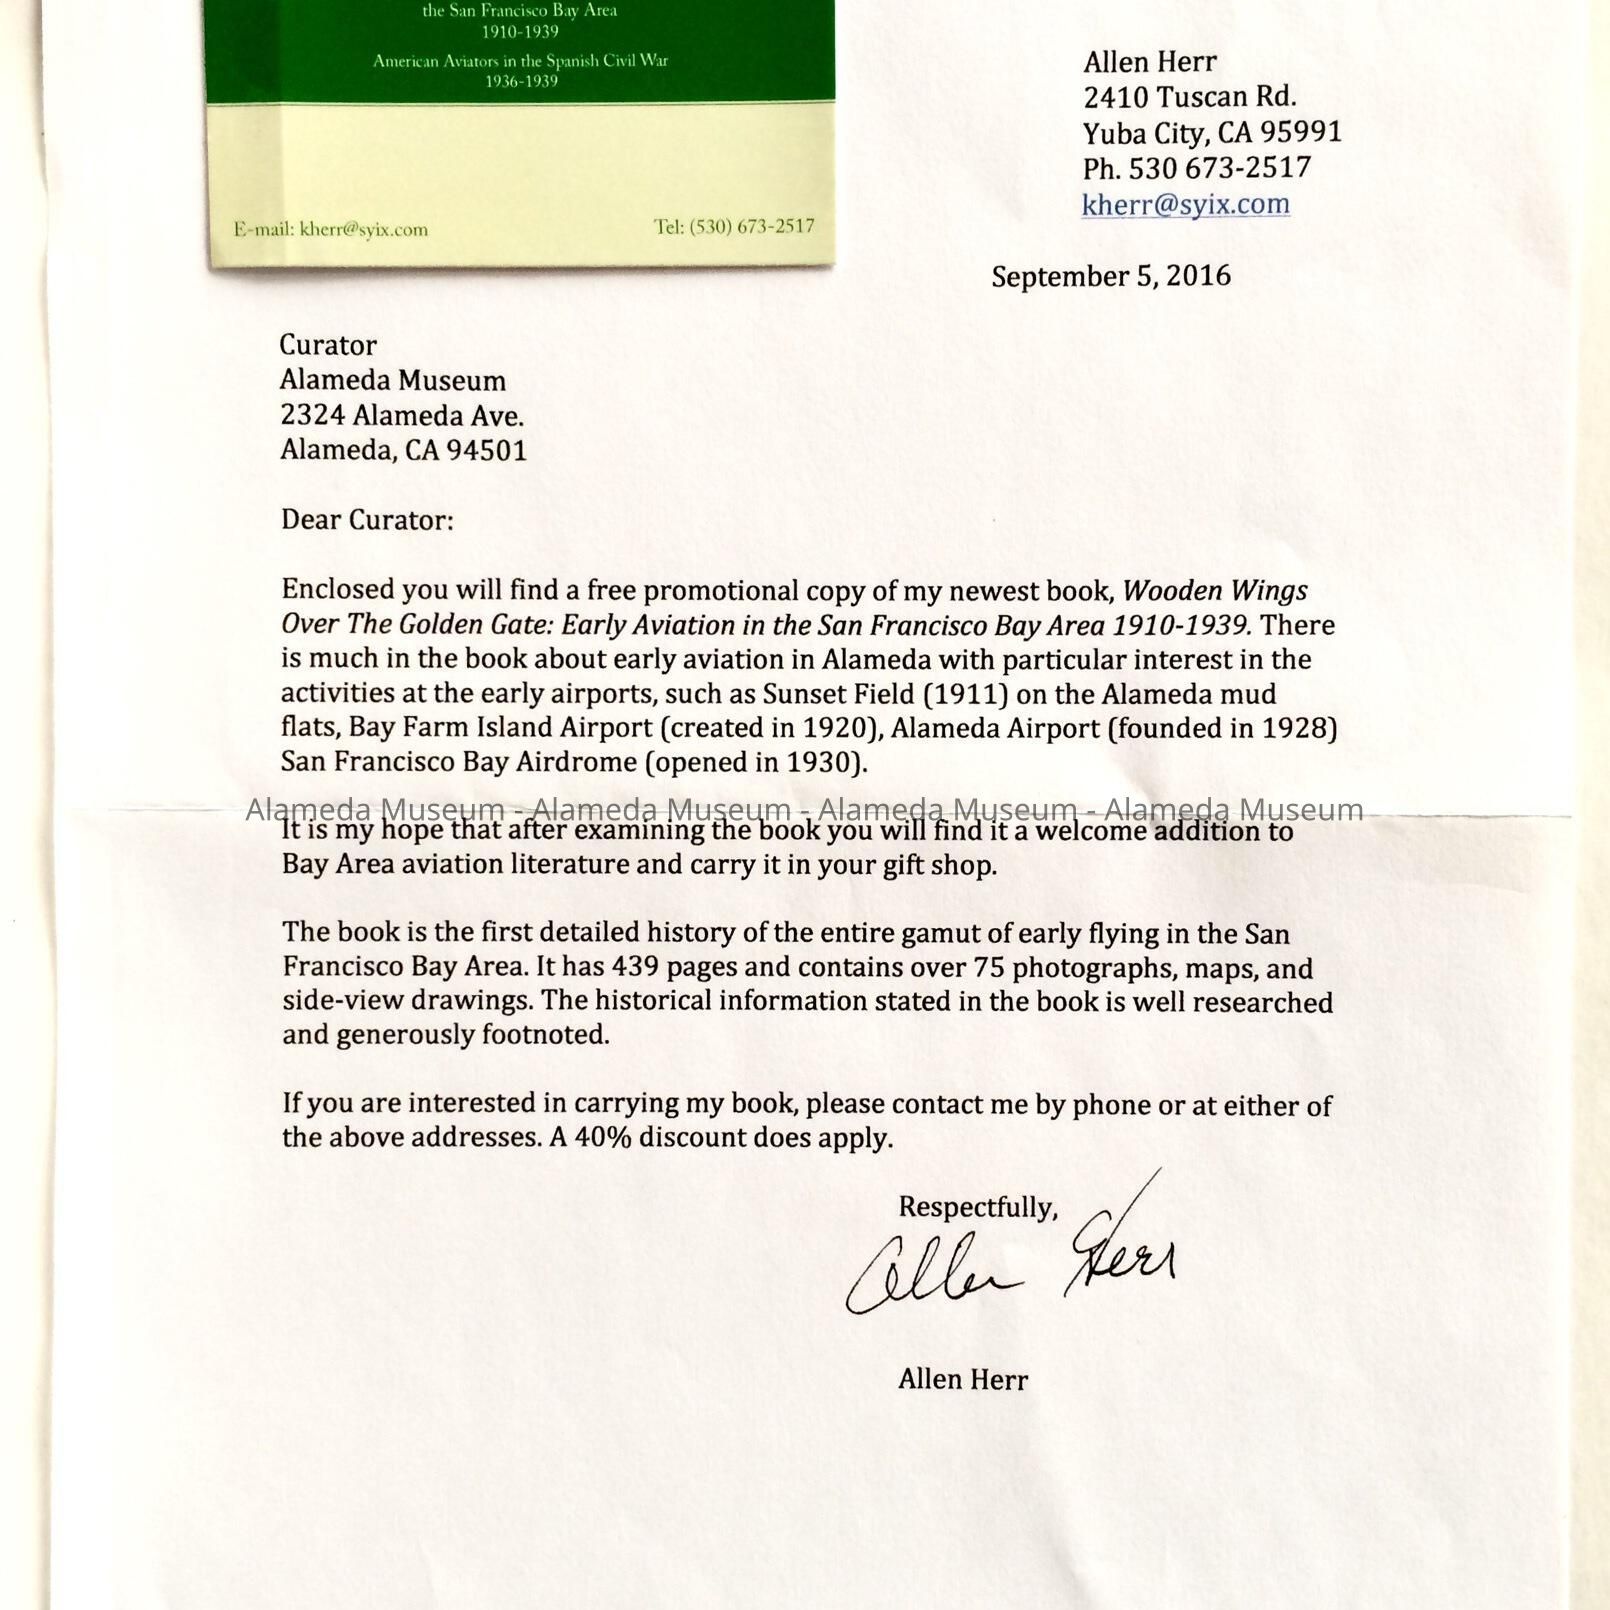 the San Francisco Bay Area
1910-1939
American Aviators in the Spanish Civil War
1936-1939
E-mail: kherr@syix.com
Tel: (530) 673-2517
Allen Herr
2410 Tuscan Rd.
Yuba City, CA 95991
Ph. 530 673-2517
kherr@syix.com
September 5, 2016
Curator
Alameda Museum
2324 Alameda Ave.
Alameda, CA 94501
Dear Curator:
Enclosed you will find a free promotional copy of my newest book, Wooden Wings
Over The Golden Gate: Early Aviation in the San Francisco Bay Area 1910-1939. There
is much in the book about early aviation in Alameda with particular interest in the
activities at the early airports, such as Sunset Field (1911) on the Alameda mud
flats, Bay Farm Island Airport (created in 1920), Alameda Airport (founded in 1928)
San Francisco Bay Airdrome (opened in 1930).
Alameda Museum - Alameda Museum - Alameda Museum - Alameda Museum
It is my hope that after examining the book you will find it a welcome addition to
Bay Area aviation literature and carry it in your gift shop.
The book is the first detailed history of the entire gamut of early flying in the San
Francisco Bay Area. It has 439 pages and contains over 75 photographs, maps, and
side-view drawings. The historical information stated in the book is well researched
and generously footnoted.
If you are interested in carrying my book, please contact me by phone or at either of
the above addresses. A 40% discount does apply.
Respectfully,
Allen Herr
Allen Herr